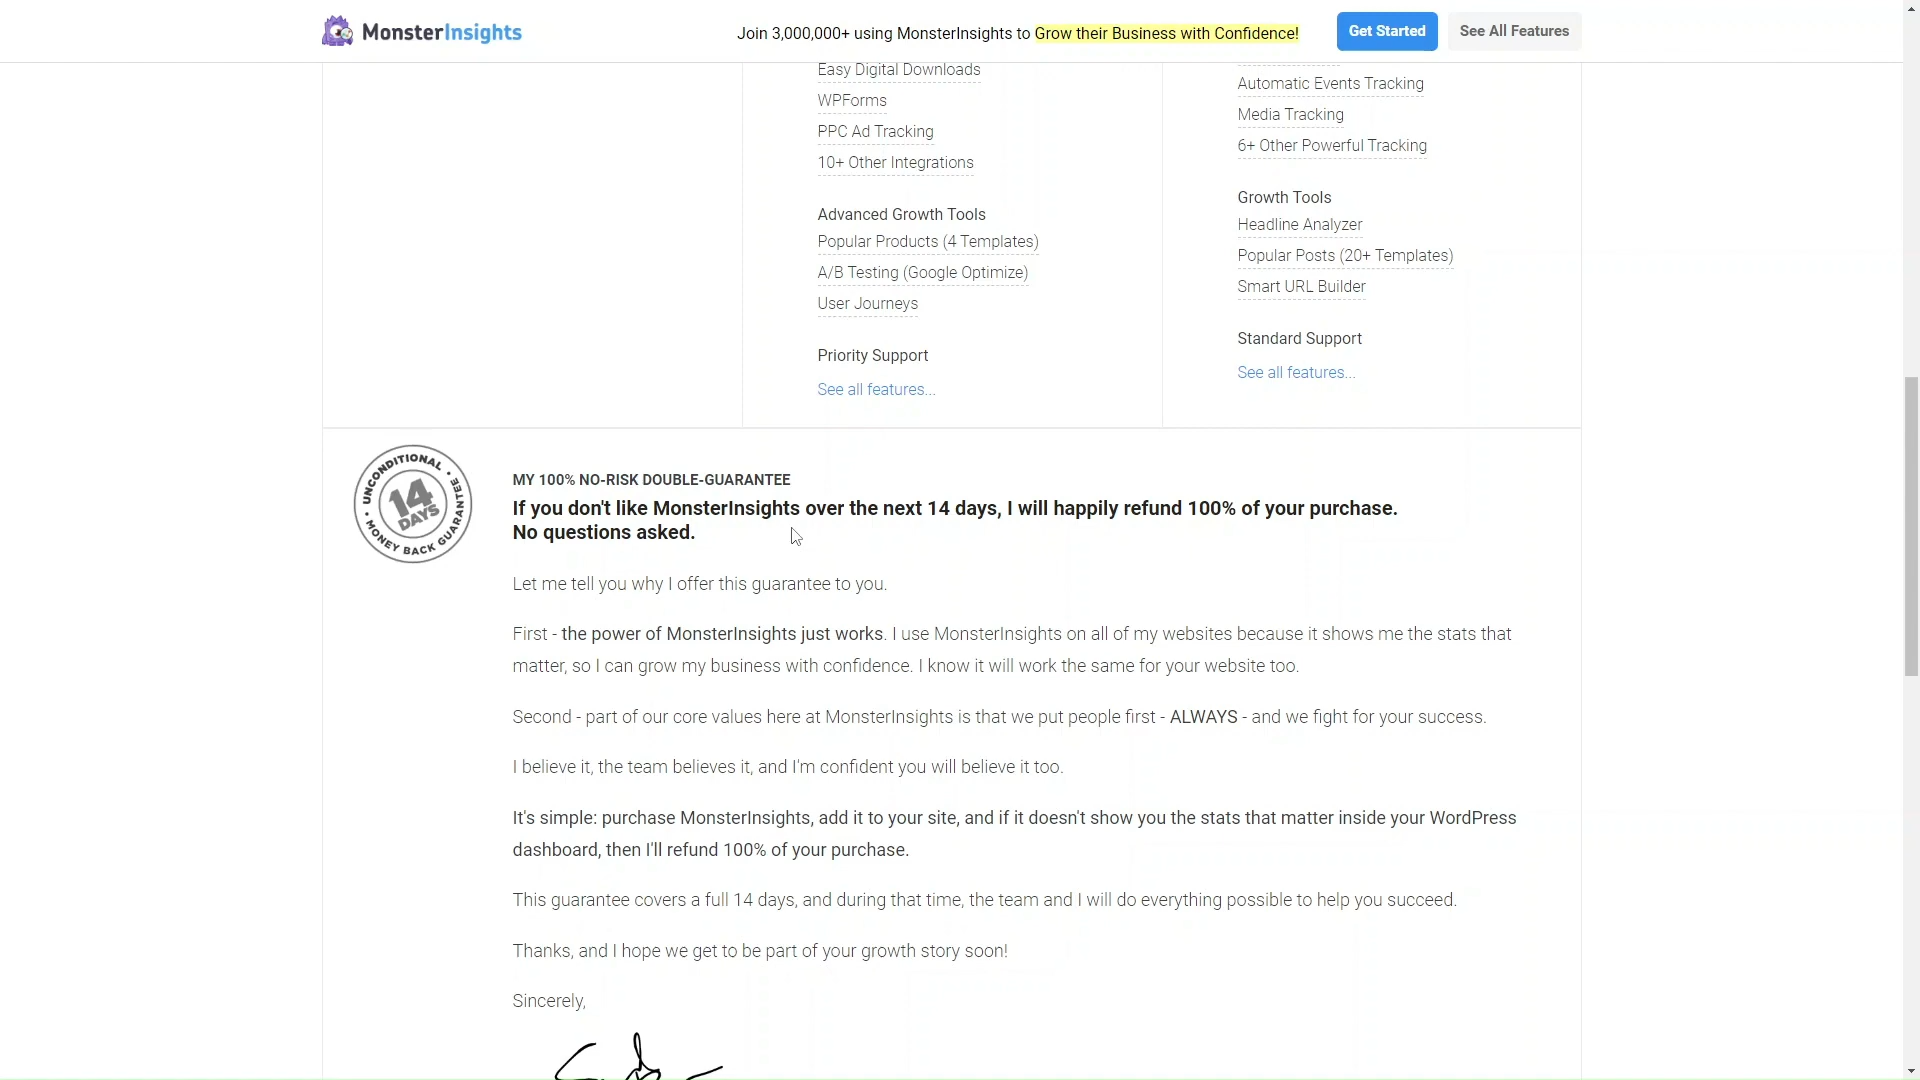 MonsterInsights
Join 3,000,000+ using MonsterInsights to Grow their Business with Confidence!
Get Started
See All Features
Easy Digital Downloads
WPForms
PPC Ad Tracking
10+ Other Integrations
Advanced Growth Tools
Popular Products (4 Templates)
A/B Testing (Google Optimize)
User Journeys
Priority Support
See all features...
Automatic Events Tracking
Media Tracking
6+ Other Powerful Tracking
Growth Tools
Headline Analyzer
Popular Posts (20+ Templates)
Smart URL Builder
Standard Support
See all features...
UNCONDITIONAL
14
DAYS
MONEY BACK GUARANTEE
MY 100% NO-RISK DOUBLE-GUARANTEE
If you don't like MonsterInsights over the next 14 days, I will happily refund 100% of your purchase.
No questions asked.
Let me tell you why I offer this guarantee to you.
First - the power of MonsterInsights just works. I use MonsterInsights on all of my websites because it shows me the stats that
matter, so I can grow my business with confidence. I know it will work the same for your website too.
Second - part of our core values here at MonsterInsights is that we put people first - ALWAYS - and we fight for your success.
I believe it, the team believes it, and I'm confident you will believe it too.
It's simple: purchase MonsterInsights, add it to your site, and if it doesn't show you the stats that matter inside your WordPress
dashboard, then I'll refund 100% of your purchase.
This guarantee covers a full 14 days, and during that time, the team and I will do everything possible to help you succeed.
Thanks, and I hope we get to be part of your growth story soon!
Sincerely,